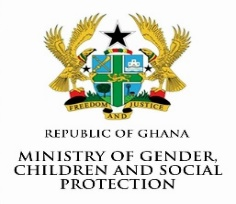 FREEDOM AND JUSTICE
REPUBLIC OF GHANA
MINISTRY OF GENDER,
CHILDREN AND SOCIAL
PROTECTION